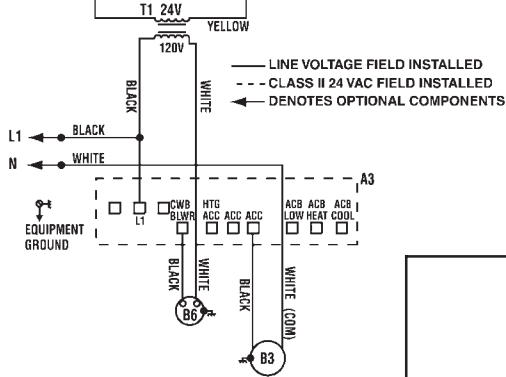 T1 24V
YELLOW
120V
LINE VOLTAGE FIELD INSTALLED
CLASS II 24 VAC FIELD INSTALLED
DENOTES OPTIONAL COMPONENTS
BLACK
WHITE
L1
BLACK
N
WHITE
A3
EQUIPMENT
GROUND
L1
CWB
BLWR
HTG
ACC
ACC
ACC
ACB
LOW
ACB
HEAT
ACB
COOL
BLACK
WHITE
BLACK
WHITE (COM)
B6
B3